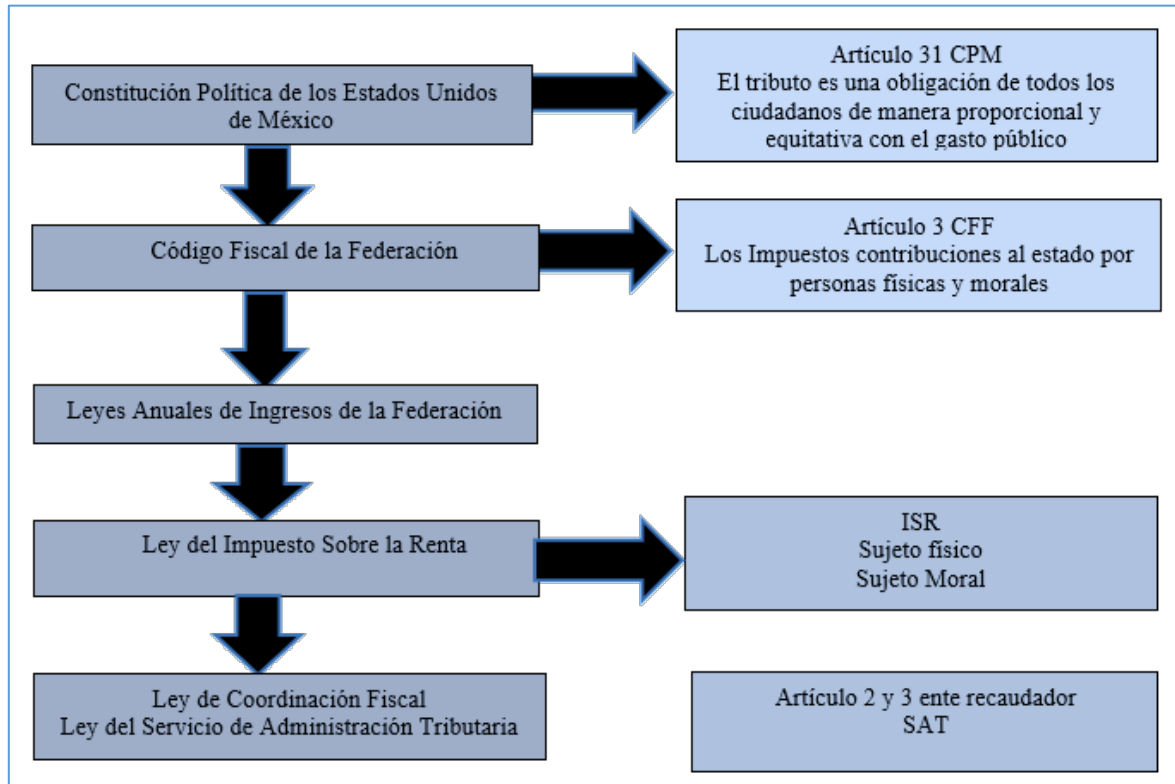 Constitución Política de los Estados Unidos
de México
Artículo 31 CPM
El tributo es una obligación de todos los
ciudadanos de manera proporcional y
equitativa con el gasto público
Código Fiscal de la Federación
Artículo 3 CFF
Los Impuestos contribuciones al estado por
personas físicas y morales
Leyes Anuales de Ingresos de la Federación
Ley del Impuesto Sobre la Renta
ISR
Sujeto físico
Sujeto Moral
Ley de Coordinación Fiscal
Ley del Servicio de Administración Tributaria
Artículo 2 y 3 ente recaudador
SAT